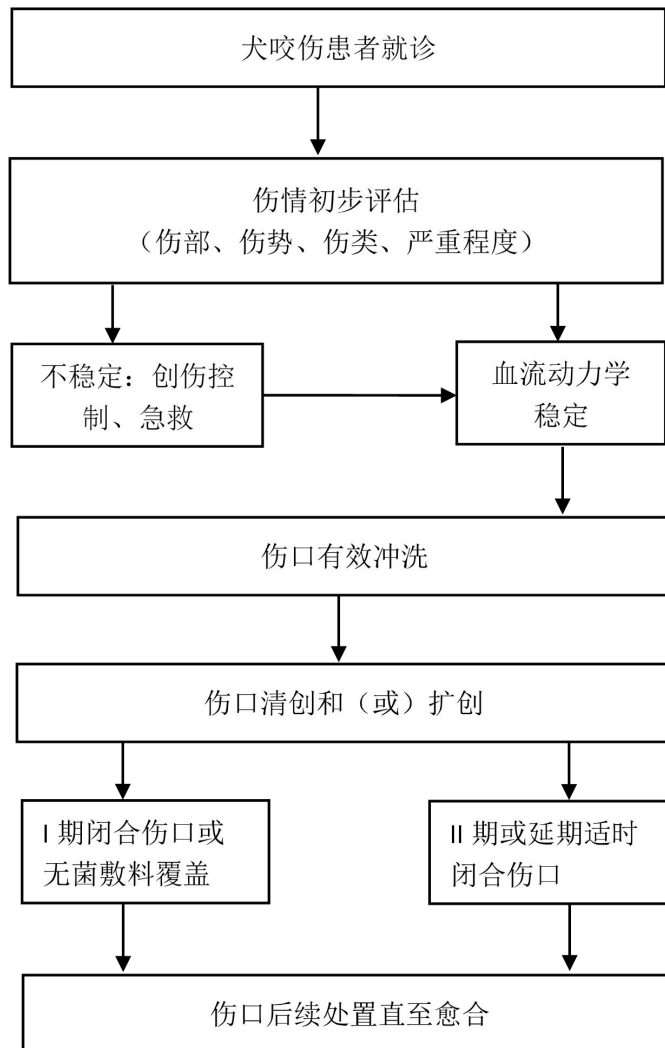 犬咬伤患者就诊
伤情初步评估
（伤部、伤势、伤类、严重程度）
不稳定：创伤控
制、急救
血流动力学
稳定
伤口有效冲洗
伤口清创和（或）扩创
I 期闭合伤口或
无菌敷料覆盖
II 期或延期适时
闭合伤口
伤口后续处置直至愈合